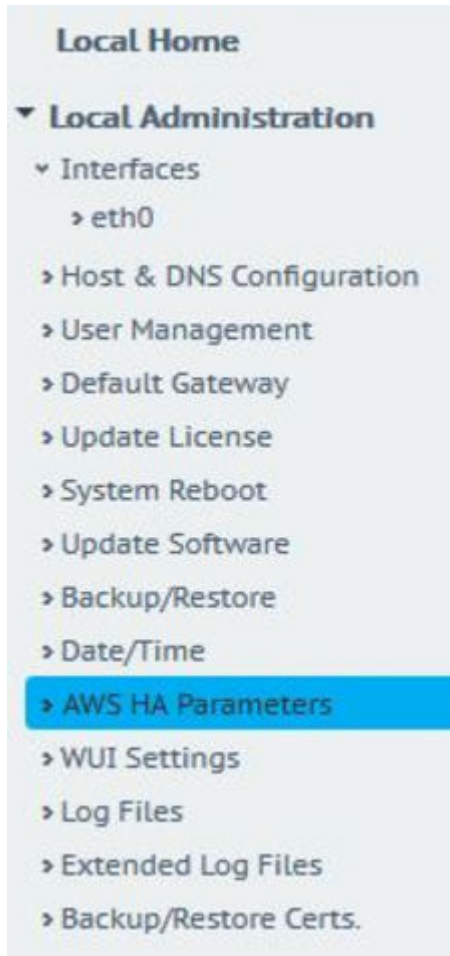 Local Home
Local Administration
Interfaces
eth0
Host & DNS Configuration
User Management
Default Gateway
Update License
System Reboot
Update Software
Backup/Restore
Date/Time
AWS HA Parameters
WUI Settings
Log Files
Extended Log Files
Backup/Restore Certs.